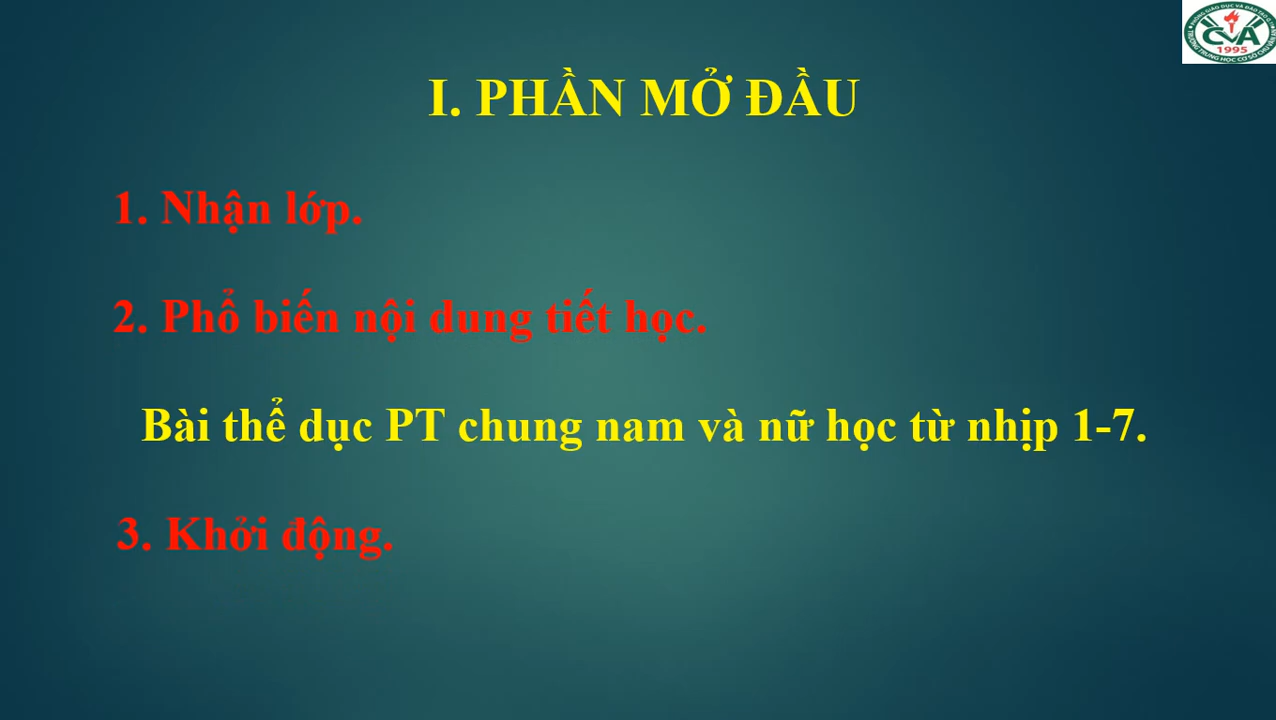 CVA
1995
I. PHẦN MỞ ĐẦU
1. Nhận lớp.
2. Phổ biến nội dung tiết học.
Bài thể dục PT chung nam và nữ học từ nhịp 1-7.
3. Khởi động.